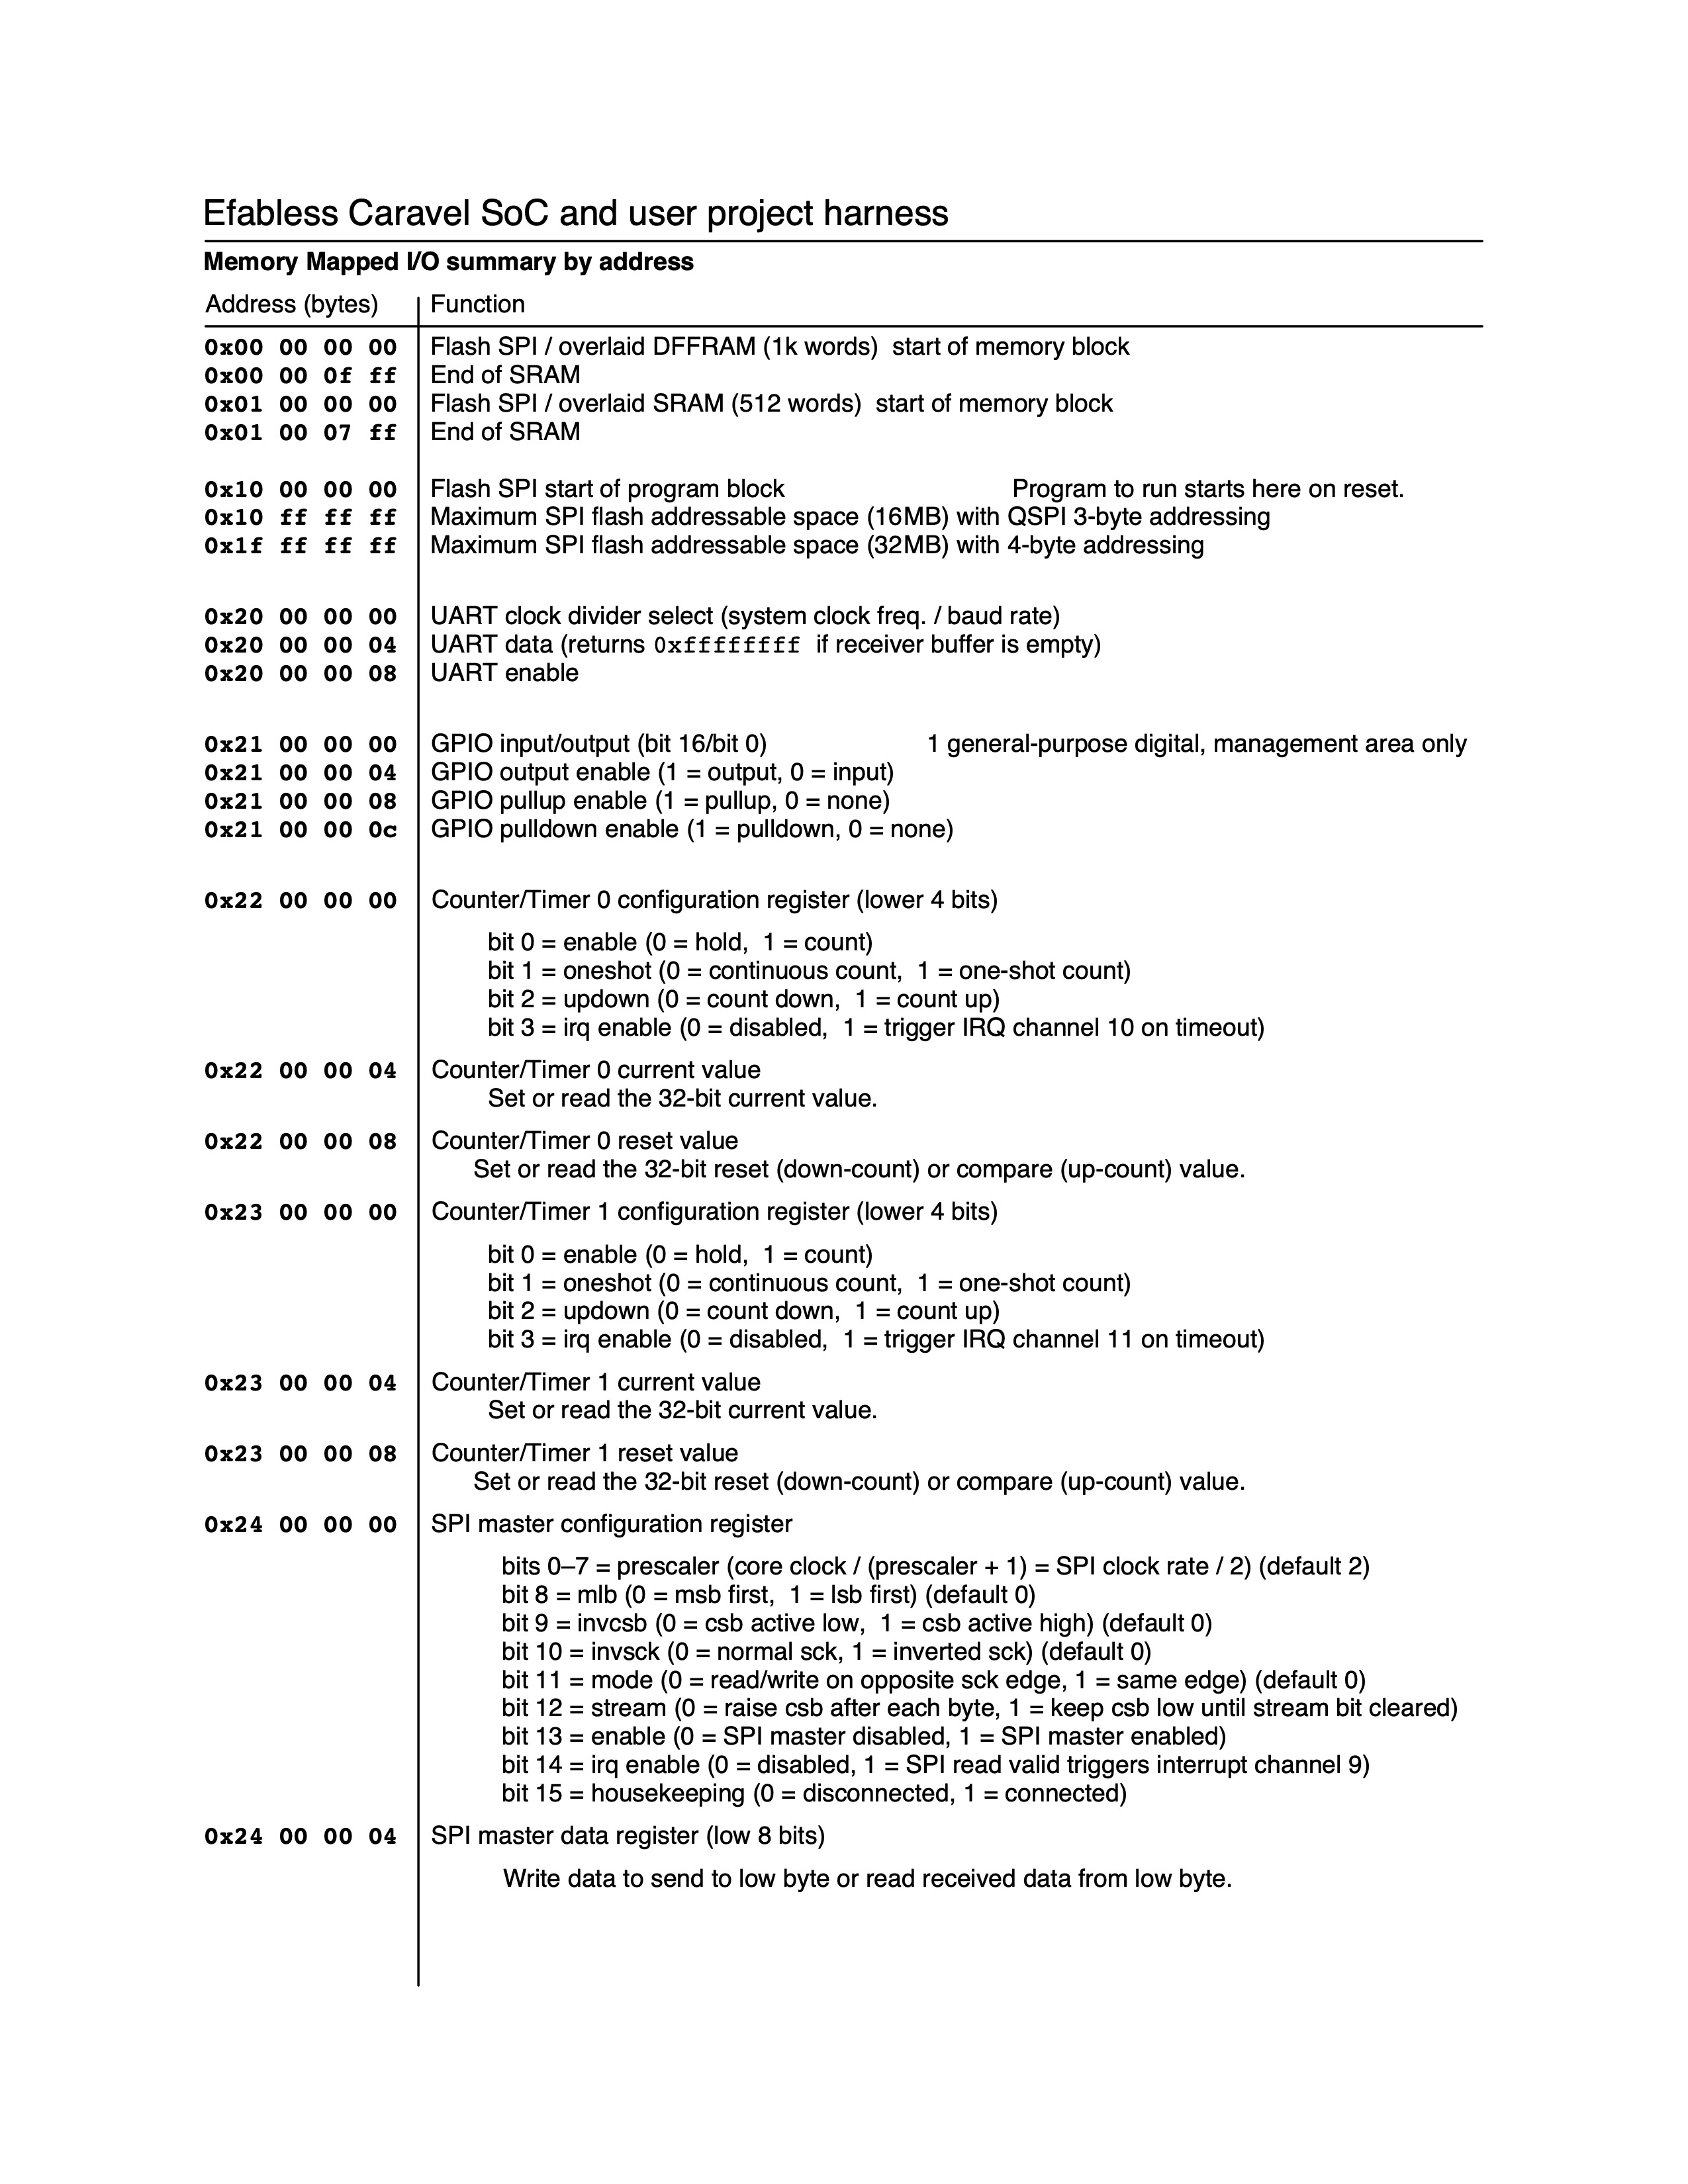 Efabless Caravel SoC and user project harness
Memory Mapped I/O summary by address
Address (bytes) Function
0x00 00 00 00 Flash SPI / overlaid DFFRAM (1k words) start of memory block
0x00 00 0f ff End of SRAM
0x01 00 00 00 Flash SPI / overlaid SRAM (512 words) start of memory block
0x01 00 07 ff End of SRAM
0x10 00 00 00 Flash SPI start of program block Program to run starts here on reset.
0x10 ff ff ff Maximum SPI flash addressable space (16MB) with QSPI 3-byte addressing
0x1f ff ff ff Maximum SPI flash addressable space (32MB) with 4-byte addressing
0x20 00 00 00 UART clock divider select (system clock freq. / baud rate)
0x20 00 00 04 UART data (returns 0xffffffff if receiver buffer is empty)
0x20 00 00 08 UART enable
0x21 00 00 00 GPIO input/output (bit 16/bit 0) 1 general-purpose digital, management area only
0x21 00 00 04 GPIO output enable (1 = output, 0 = input)
0x21 00 00 08 GPIO pullup enable (1 = pullup, 0 = none)
0x21 00 00 0c GPIO pulldown enable (1 = pulldown, 0 = none)
0x22 00 00 00 Counter/Timer 0 configuration register (lower 4 bits)
bit 0 = enable (0 = hold, 1 = count)
bit 1 = oneshot (0 = continuous count, 1 = one-shot count)
bit 2 = updown (0 = count down, 1 = count up)
bit 3 = irq enable (0 = disabled, 1 = trigger IRQ channel 10 on timeout)
0x22 00 00 04 Counter/Timer 0 current value
Set or read the 32-bit current value.
0x22 00 00 08 Counter/Timer 0 reset value
Set or read the 32-bit reset (down-count) or compare (up-count) value.
0x23 00 00 00 Counter/Timer 1 configuration register (lower 4 bits)
bit 0 = enable (0 = hold, 1 = count)
bit 1 = oneshot (0 = continuous count, 1 = one-shot count)
bit 2 = updown (0 = count down, 1 = count up)
bit 3 = irq enable (0 = disabled, 1 = trigger IRQ channel 11 on timeout)
0x23 00 00 04 Counter/Timer 1 current value
Set or read the 32-bit current value.
0x23 00 00 08 Counter/Timer 1 reset value
Set or read the 32-bit reset (down-count) or compare (up-count) value.
0x24 00 00 00 SPI master configuration register
bits 0–7 = prescaler (core clock / (prescaler + 1) = SPI clock rate / 2) (default 2)
bit 8 = mlb (0 = msb first, 1 = lsb first) (default 0)
bit 9 = invcsb (0 = csb active low, 1 = csb active high) (default 0)
bit 10 = invsck (0 = normal sck, 1 = inverted sck) (default 0)
bit 11 = mode (0 = read/write on opposite sck edge, 1 = same edge) (default 0)
bit 12 = stream (0 = raise csb after each byte, 1 = keep csb low until stream bit cleared)
bit 13 = enable (0 = SPI master disabled, 1 = SPI master enabled)
bit 14 = irq enable (0 = disabled, 1 = SPI read valid triggers interrupt channel 9)
bit 15 = housekeeping (0 = disconnected, 1 = connected)
0x24 00 00 04 SPI master data register (low 8 bits)
Write data to send to low byte or read received data from low byte.